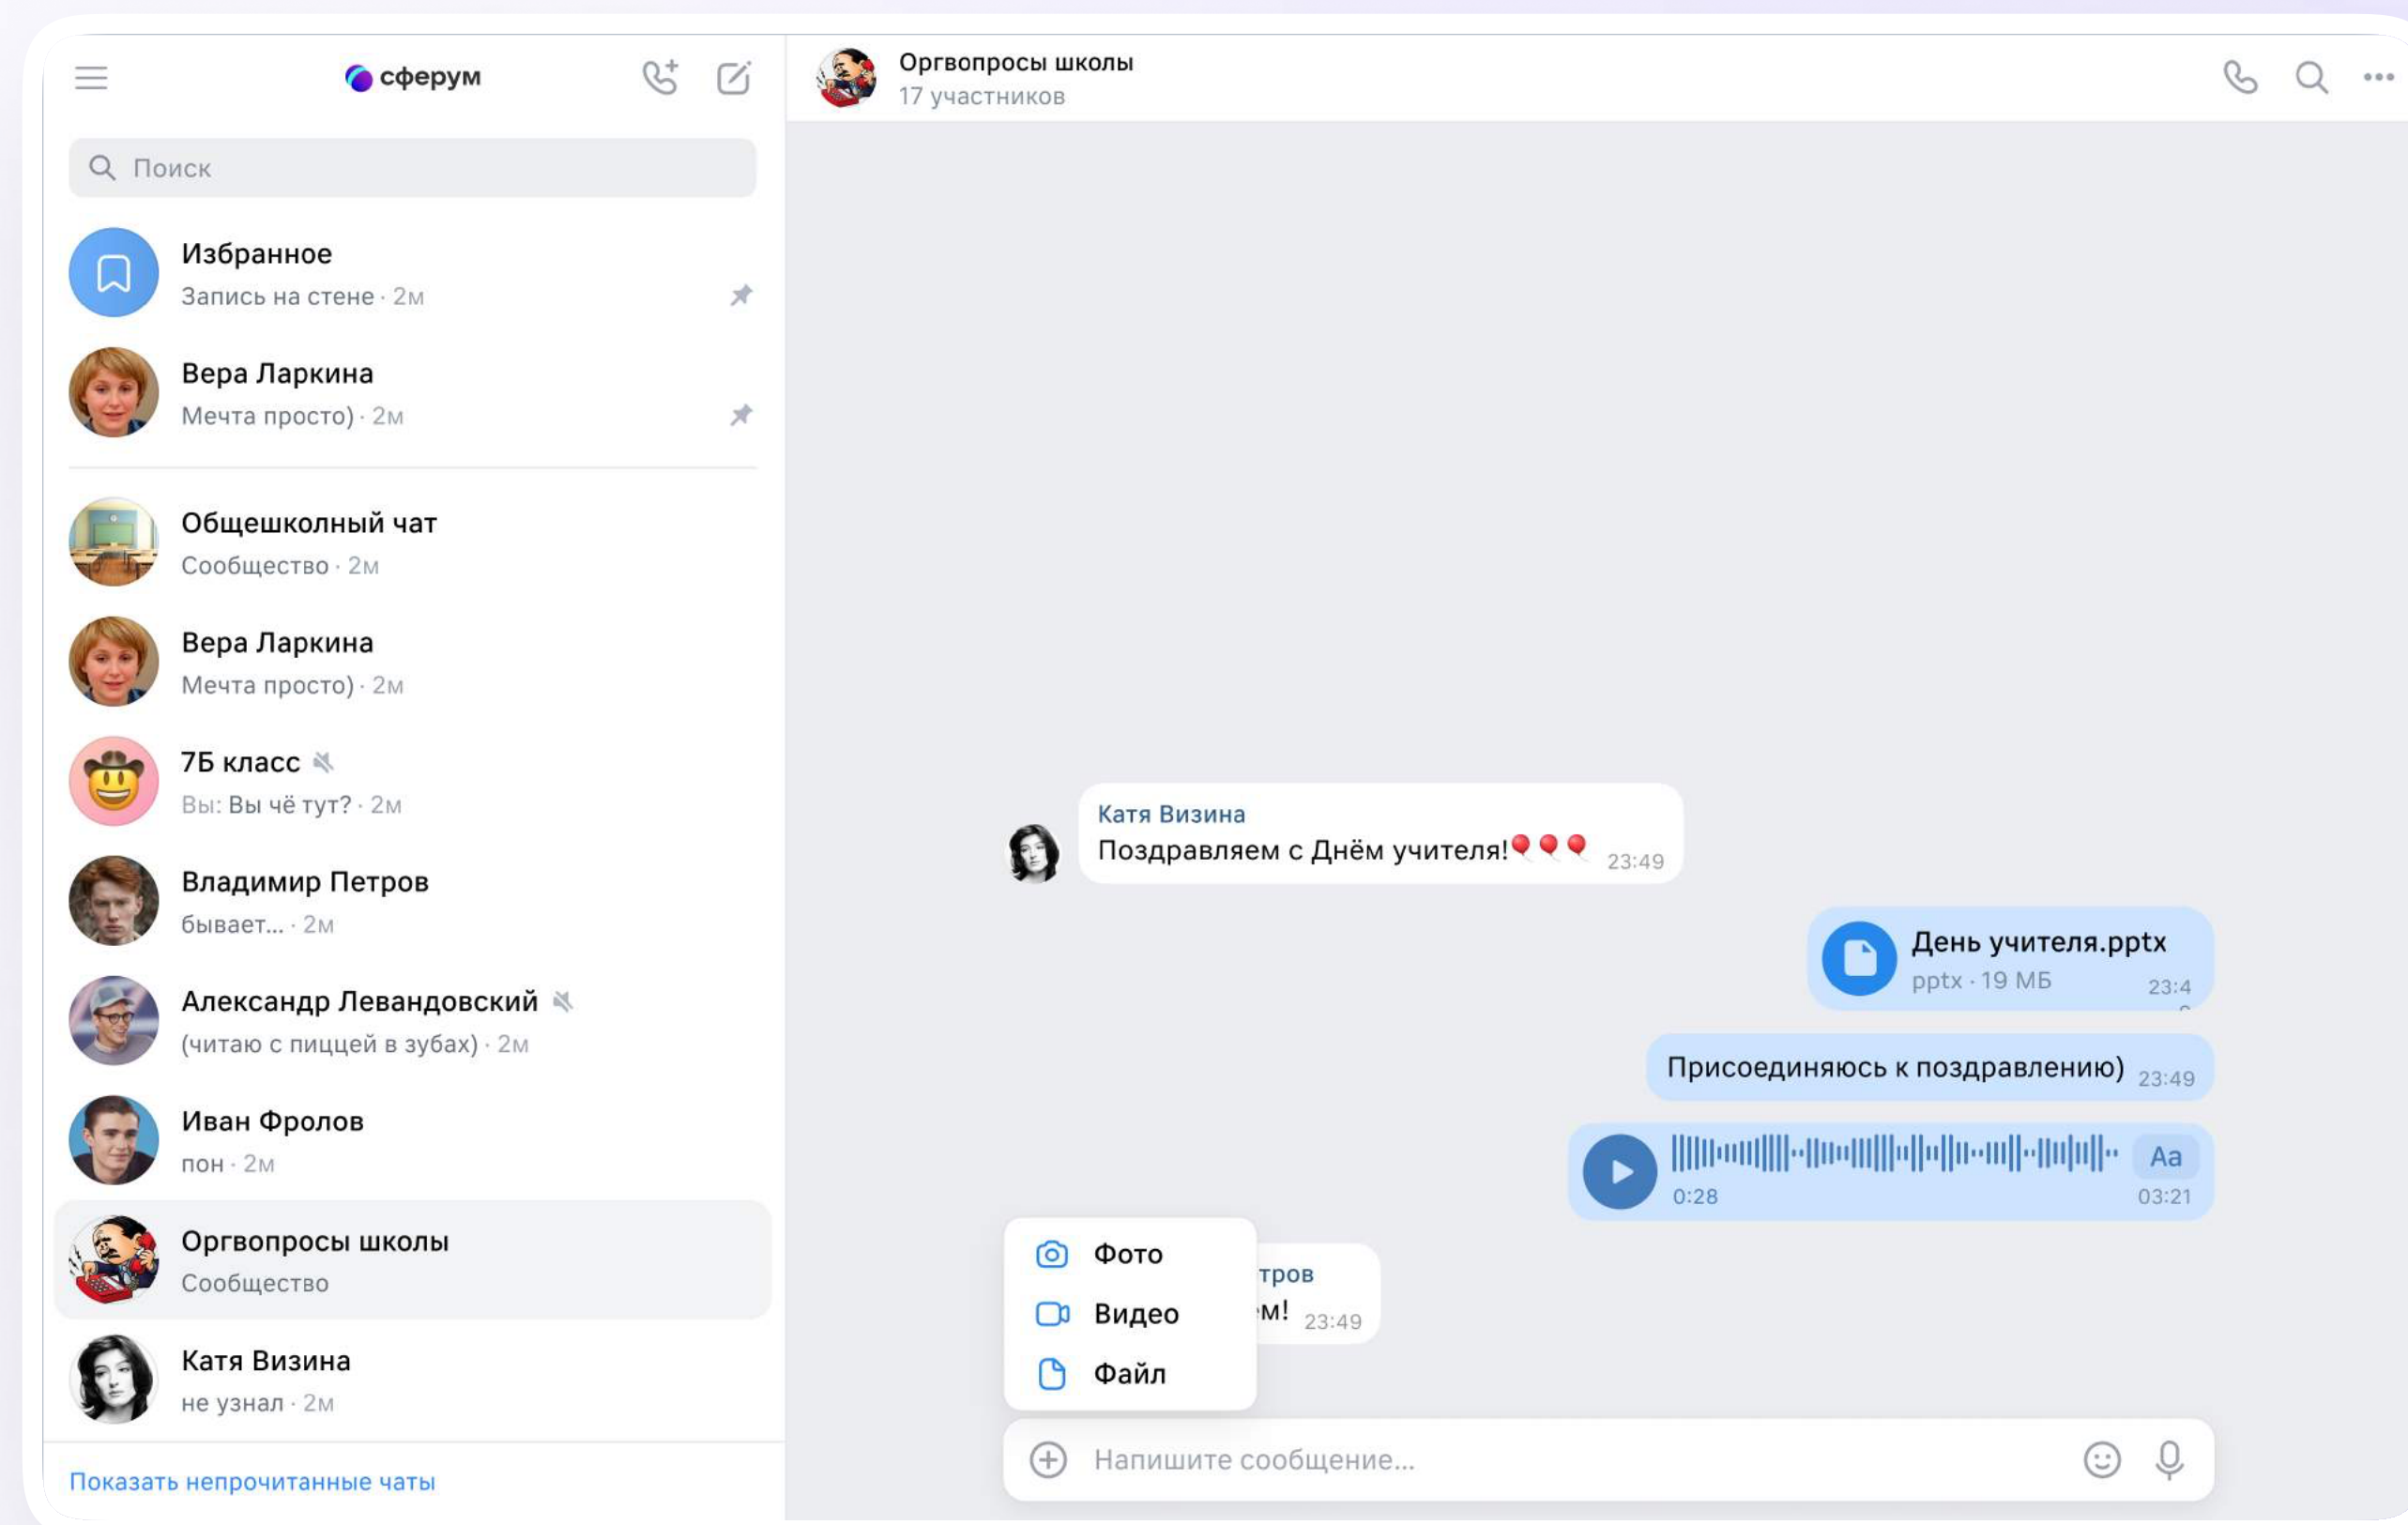 сферум
Поиск
Избранное
Запись на стене · 2м
Вера Ларкина
Мечта просто) · 2м
Общешколный чат
Сообщество · 2м
Вера Ларкина
Мечта просто) · 2м
7Б класс
Вы: Вы чё тут? · 2м
Владимир Петров
бывает... · 2м
Александр Левандовский
(читаю с пиццей в зубах) · 2м
Иван Фролов
пон · 2м
Оргвопросы школы
Сообщество
Катя Визина
не узнал · 2м
Показать непрочитанные чаты
Оргвопросы школы
17 участников
Катя Визина
Поздравляем с Днём учителя!🎈🎈🎈 23:49
День учителя.pptx
pptx · 19 МБ 23:4
Присоединяюсь к поздравлению) 23:49
Aa
0:28 03:21
тров
м! 23:49
Фото
Видео
Файл
Напишите сообщение...